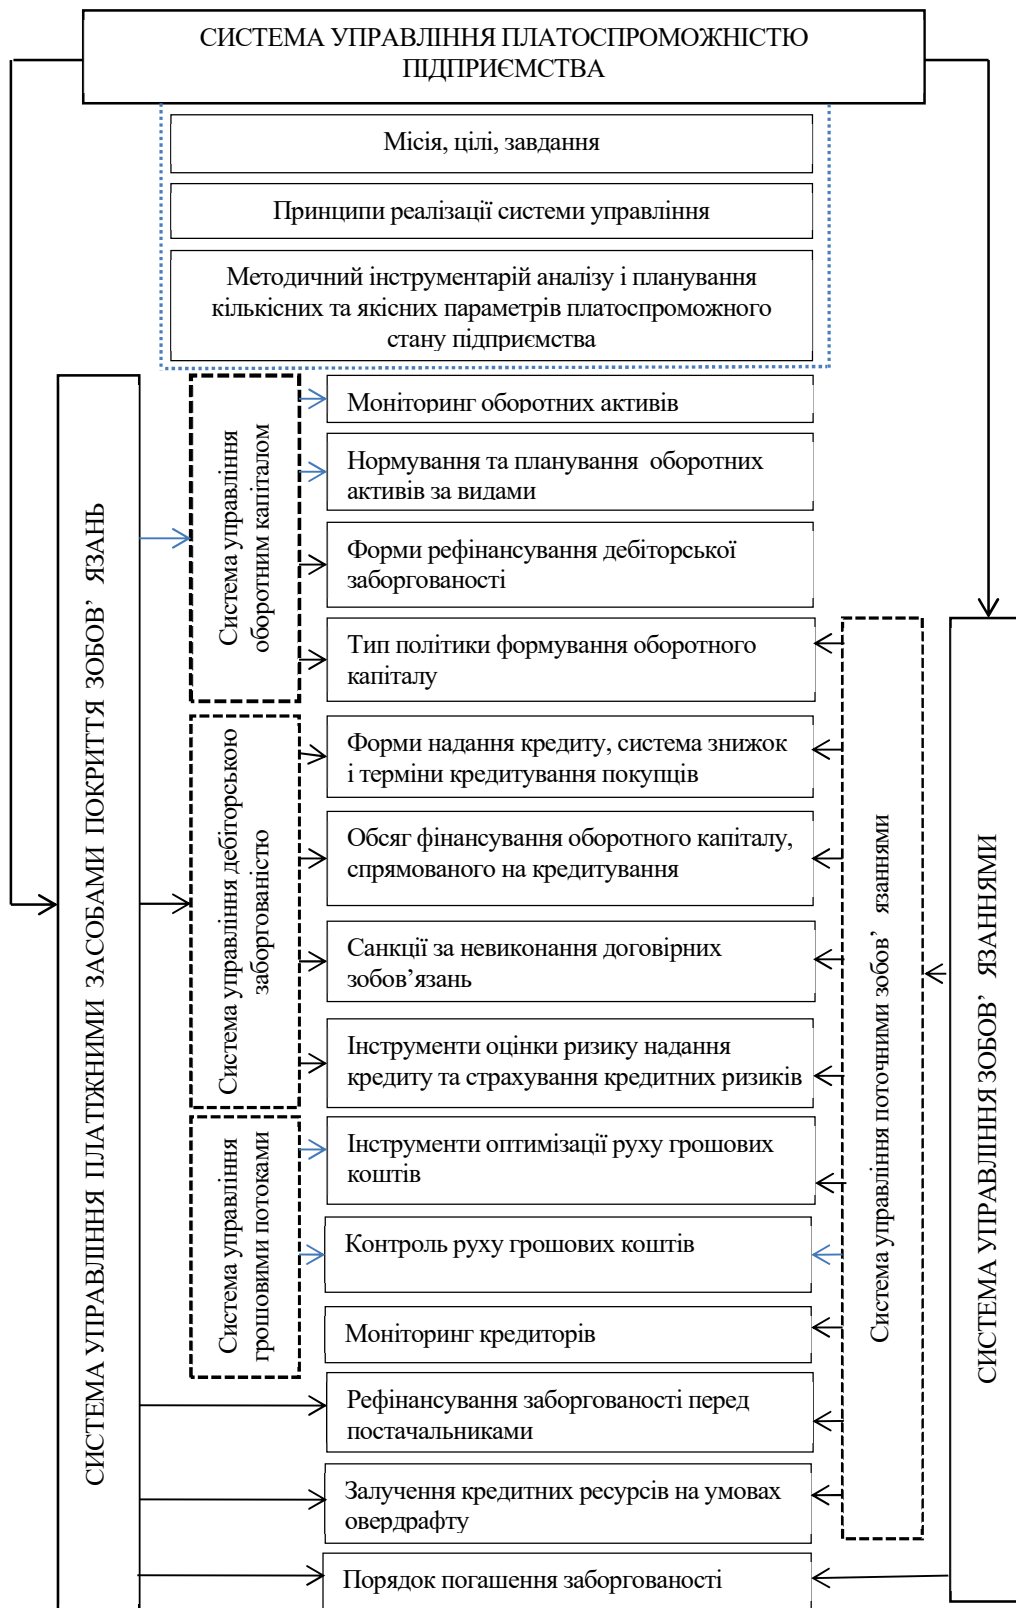 СИСТЕМА УПРАВЛІННЯ ПЛАТОСПРОМОЖНІСТЮ
ПІДПРИЄМСТВА
Місія, цілі, завдання
Принципи реалізації системи управління
Методичний інструментарій аналізу і планування
кількісних та якісних параметрів платоспроможного
стану підприємства
СИСТЕМА УПРАВЛІННЯ ПЛАТІЖНИМИ ЗАСОБАМИ ПОКРИТТЯ ЗОБОВ’ ЯЗАНЬ
Система управління
оборотним капіталом
Моніторинг оборотних активів
Нормування та планування оборотних
активів за видами
Форми рефінансування дебіторської
заборгованості
Тип політики формування оборотного
капіталу
Система управління дебіторською
заборгованістю
Форми надання кредиту, система знижок
і терміни кредитування покупців
Обсяг фінансування оборотного капіталу,
спрямованого на кредитування
Санкції за невиконання договірних
зобов’язань
Інструменти оцінки ризику надання
кредиту та страхування кредитних ризиків
Система управління
грошовими потоками
Інструменти оптимізації руху грошових
коштів
Контроль руху грошових коштів
Моніторинг кредиторів
Рефінансування заборгованості перед
постачальниками
Залучення кредитних ресурсів на умовах
овердрафту
Порядок погашення заборгованості
Система управління поточними зобов’ язаннями
СИСТЕМА УПРАВЛІННЯ ЗОБОВ’ ЯЗАННЯМИ